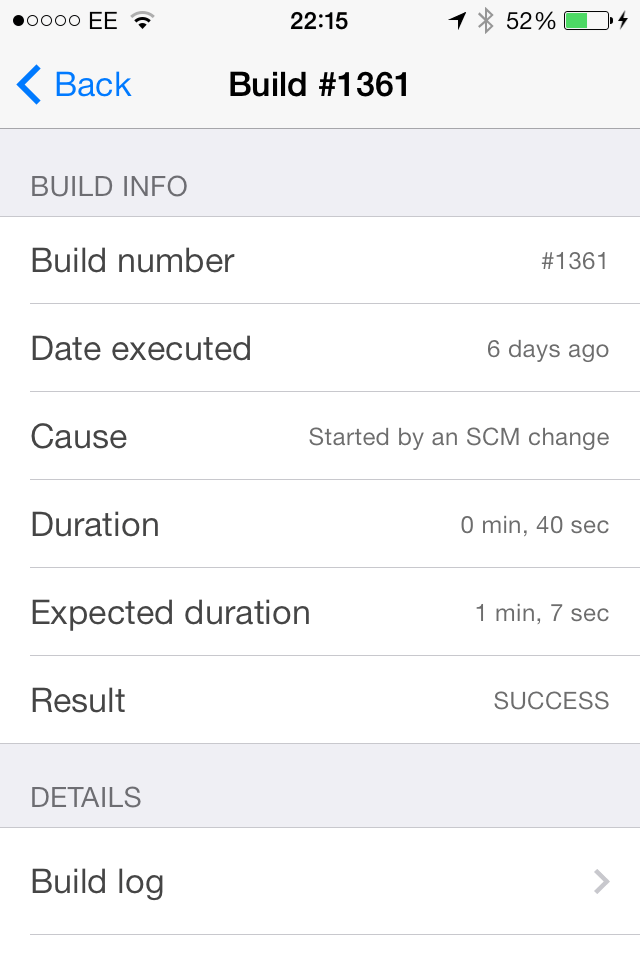 EE 22:15 52%
Back Build #1361
BUILD INFO
Build number #1361
Date executed 6 days ago
Cause Started by an SCM change
Duration 0 min, 40 sec
Expected duration 1 min, 7 sec
Result SUCCESS
DETAILS
Build log